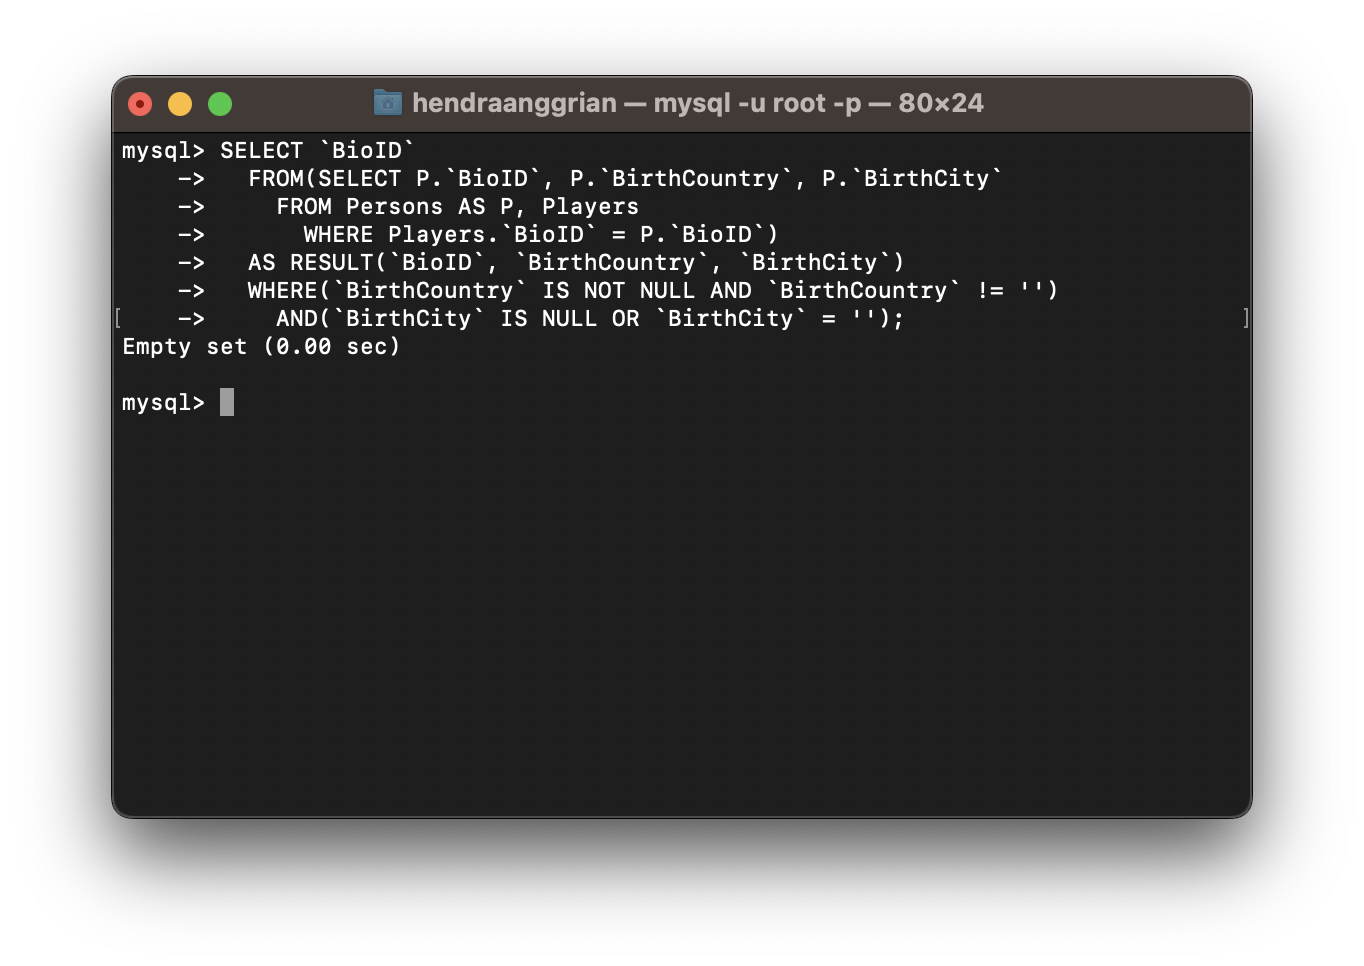 hendraanggrian — mysql -u root -p — 80×24
mysql> SELECT `BioID`
    ->   FROM(SELECT P.`BioID`, P.`BirthCountry`, P.`BirthCity`
    ->     FROM Persons AS P, Players
    ->       WHERE Players.`BioID` = P.`BioID`)
    ->   AS RESULT(`BioID`, `BirthCountry`, `BirthCity`)
    ->   WHERE(`BirthCountry` IS NOT NULL AND `BirthCountry` != '')
[    ->     AND(`BirthCity` IS NULL OR `BirthCity` = '');]
Empty set (0.00 sec)
mysql>